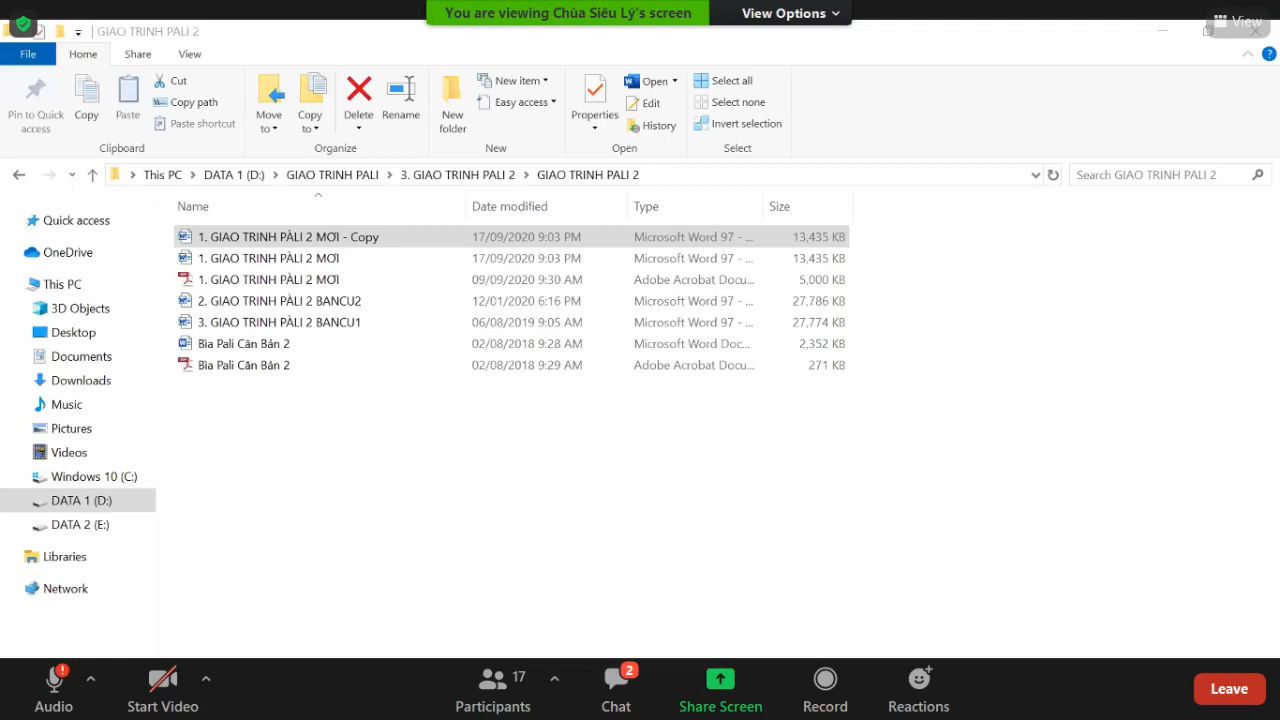 You are viewing Chùa Siêu Lý's screen
View Options
View
GIAO TRINH PALI 2
File
Home
Share
View
Pin to Quick access
Copy
Paste
Cut
Copy path
Paste shortcut
Clipboard
Move to
Copy to
Delete
Rename
Organize
New folder
New item
Easy access
New
Properties
Open
Edit
History
Open
Select all
Select none
Invert selection
Select
This PC
DATA 1 (D:)
GIAO TRINH PALI
3. GIAO TRINH PALI 2
GIAO TRINH PALI 2
Search GIAO TRINH PALI 2
Name
Date modified
Type
Size
1. GIAO TRINH PÀLI 2 MƠI - Copy 17/09/2020 9:03 PM Microsoft Word 97 - ... 13,435 KB
1. GIAO TRINH PÀLI 2 MƠI 17/09/2020 9:03 PM Microsoft Word 97 - ... 13,435 KB
1. GIAO TRINH PÀLI 2 MƠI 09/09/2020 9:30 AM Adobe Acrobat Docu... 5,000 KB
2. GIAO TRINH PÀLI 2 BANCU2 12/01/2020 6:16 PM Microsoft Word 97 - ... 27,786 KB
3. GIAO TRINH PÀLI 2 BANCU1 06/08/2019 9:05 AM Microsoft Word 97 - ... 27,774 KB
Bìa Pali Căn Bản 2 02/08/2018 9:28 AM Microsoft Word Doc... 2,352 KB
Bìa Pali Căn Bản 2 02/08/2018 9:29 AM Adobe Acrobat Docu... 271 KB
Quick access
OneDrive
This PC
3D Objects
Desktop
Documents
Downloads
Music
Pictures
Videos
Windows 10 (C:)
DATA 1 (D:)
DATA 2 (E:)
Libraries
Network
Audio
Start Video
Participants
17
Chat
2
Share Screen
Record
Reactions
Leave